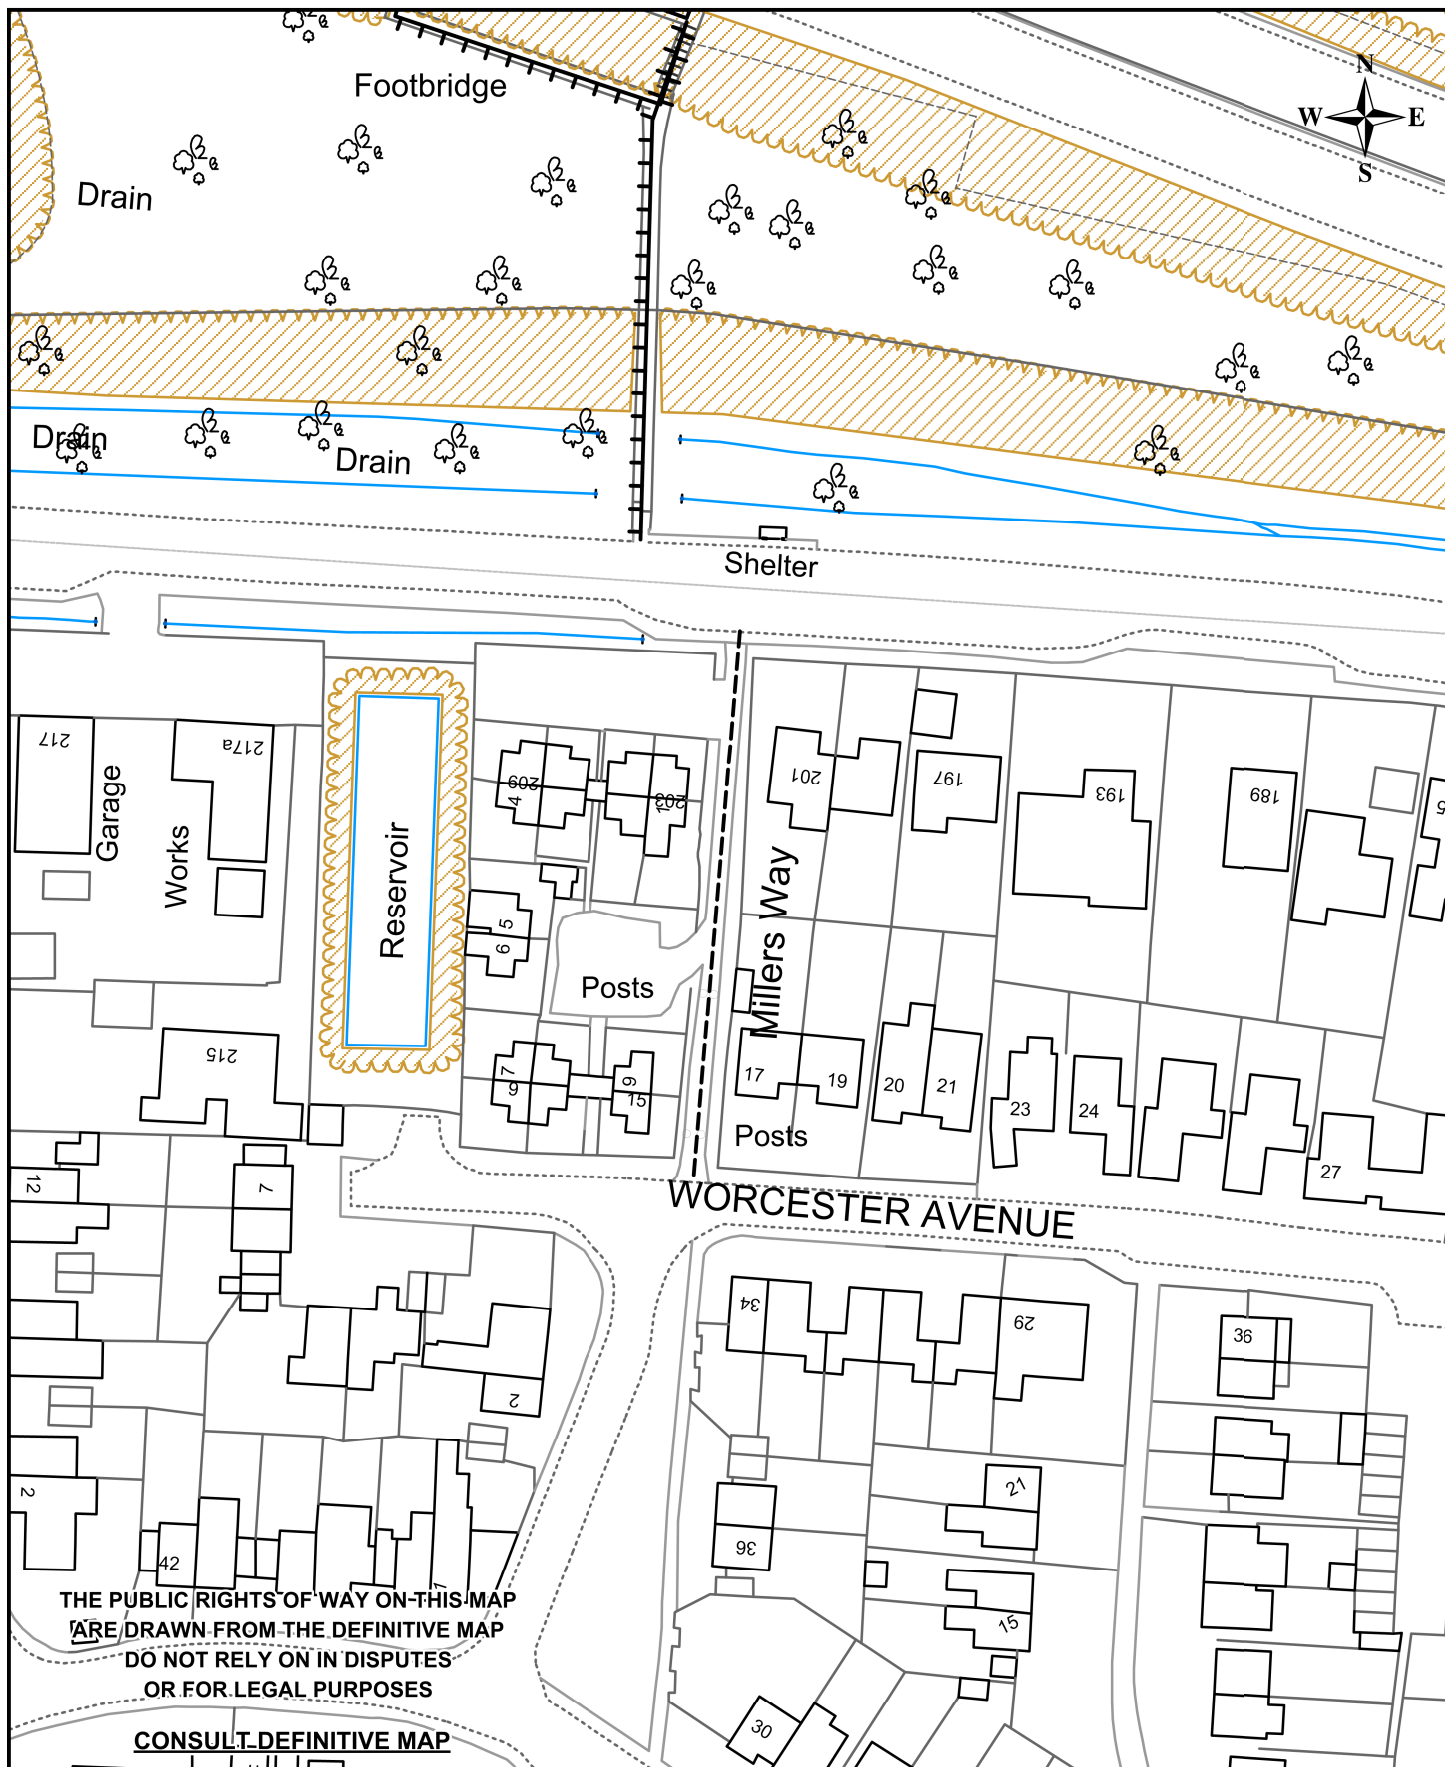 Footbridge
N
W E
S
Drain
Drain
Drain
Shelter
217
217a
Garage
Works
Reservoir
209
4
203
1
201
197
193
189
5
6
Posts
Millers Way
215
7
9
9
15
17
19
20
21
23
24
27
Posts
12
7
WORCESTER AVENUE
34
29
36
2
2
21
36
42
15
30
THE PUBLIC RIGHTS OF WAY ON THIS MAP
ARE DRAWN FROM THE DEFINITIVE MAP
DO NOT RELY ON IN DISPUTES
OR FOR LEGAL PURPOSES
CONSULT DEFINITIVE MAP